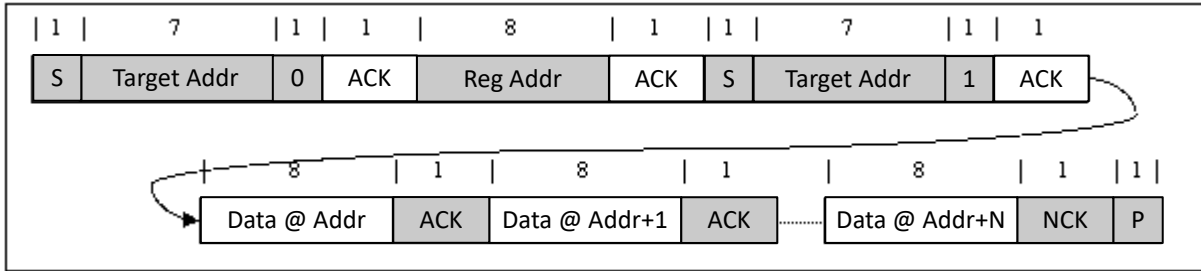 | 1 | 7 | 1 | 1 | 8 | 1 | 1 | 7 | 1 | 1
S Target Addr 0 ACK Reg Addr ACK S Target Addr 1 ACK
| 8 | 1 | 8 | 1 | 8 | 1 | 1 |
Data @ Addr ACK Data @ Addr+1 ACK Data @ Addr+N NCK P